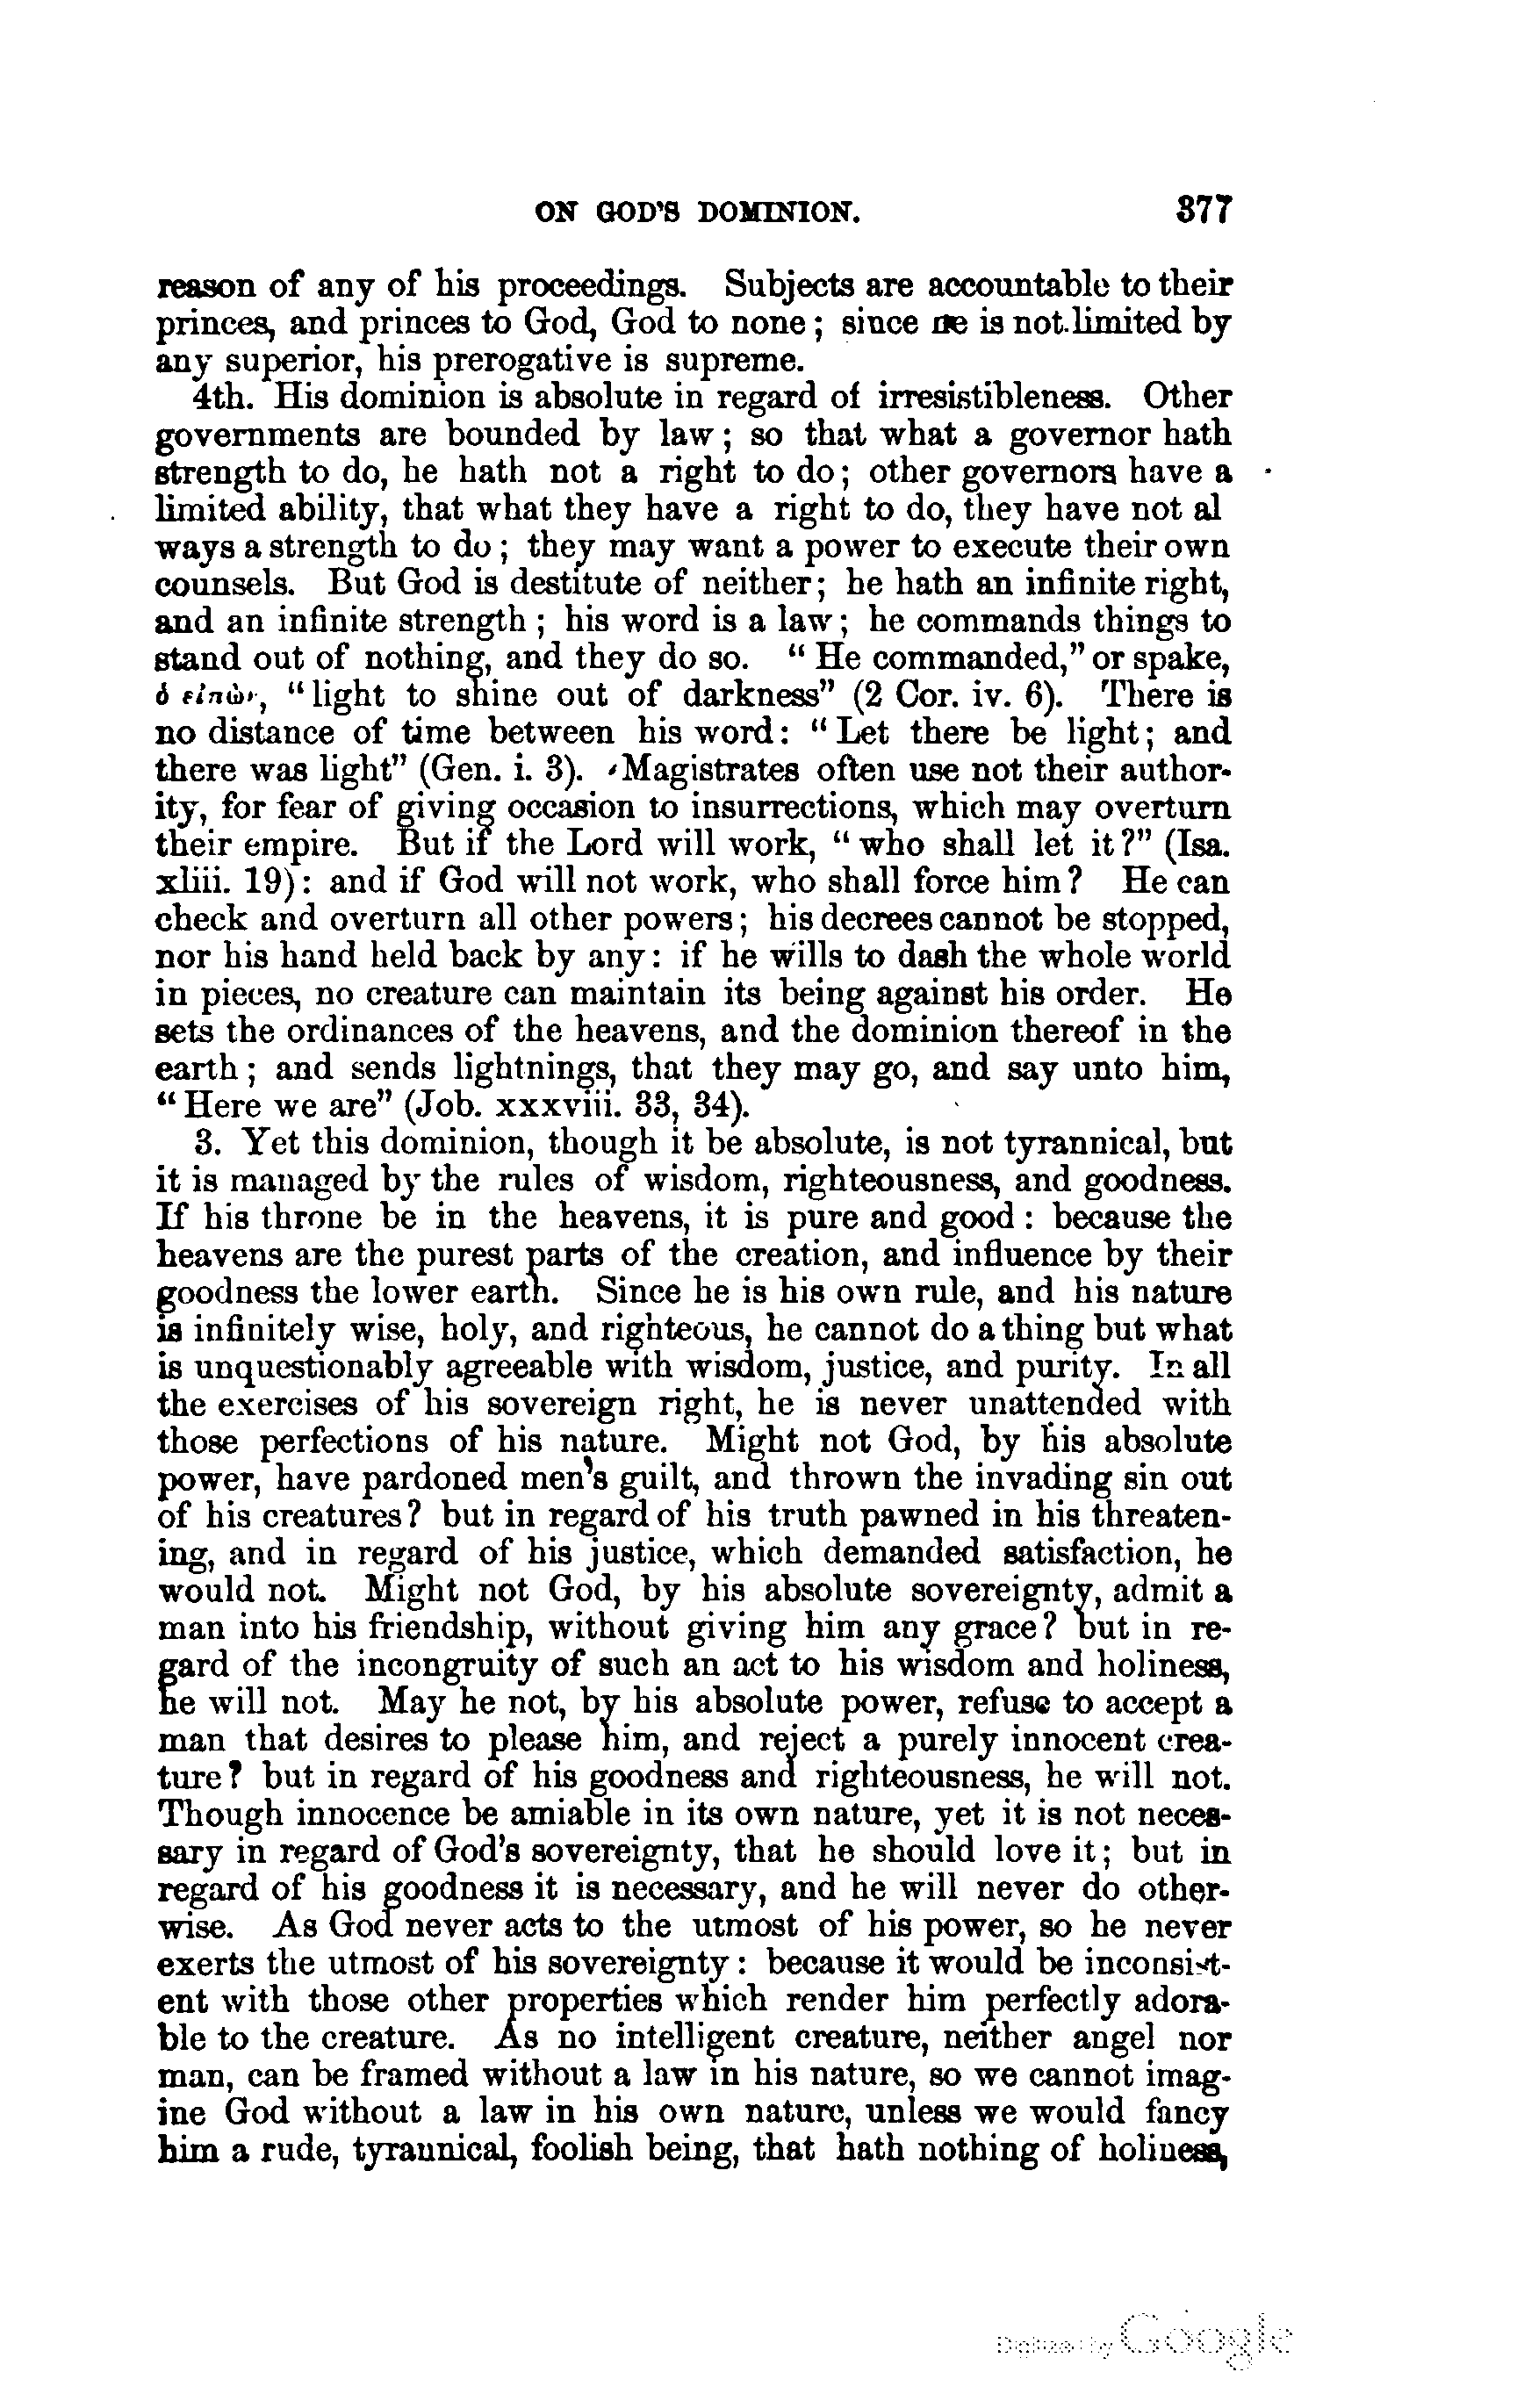 ON GOD'S DOMINION. 377
reason of any of his proceedings. Subjects are accountable to their
princes, and princes to God, God to none; since he is not limited by
any superior, his prerogative is supreme.
4th. His dominion is absolute in regard of irresistibleness. Other
governments are bounded by law; so that what a governor hath
strength to do, he hath not a right to do; other governors have a
limited ability, that what they have a right to do, they have not al
ways a strength to do; they may want a power to execute their own
counsels. But God is destitute of neither; he hath an infinite right,
and an infinite strength; his word is a law; he commands things to
stand out of nothing, and they do so. "He commanded," or spake,
ὁ εἰπὼν, "light to shine out of darkness" (2 Cor. iv. 6). There is
no distance of time between his word: "Let there be light; and
there was light" (Gen. i. 3). Magistrates often use not their author-
ity, for fear of giving occasion to insurrections, which may overturn
their empire. But if the Lord will work, "who shall let it?" (Isa.
xliii. 19): and if God will not work, who shall force him? He can
check and overturn all other powers; his decrees cannot be stopped,
nor his hand held back by any: if he wills to dash the whole world
in pieces, no creature can maintain its being against his order. He
sets the ordinances of the heavens, and the dominion thereof in the
earth; and sends lightnings, that they may go, and say unto him,
"Here we are" (Job. xxxviii. 33, 34).
3. Yet this dominion, though it be absolute, is not tyrannical, but
it is managed by the rules of wisdom, righteousness, and goodness.
If his throne be in the heavens, it is pure and good: because the
heavens are the purest parts of the creation, and influence by their
goodness the lower earth. Since he is his own rule, and his nature
is infinitely wise, holy, and righteous, he cannot do a thing but what
is unquestionably agreeable with wisdom, justice, and purity. In all
the exercises of his sovereign right, he is never unattended with
those perfections of his nature. Might not God, by his absolute
power, have pardoned men's guilt, and thrown the invading sin out
of his creatures? but in regard of his truth pawned in his threaten-
ing, and in regard of his justice, which demanded satisfaction, he
would not. Might not God, by his absolute sovereignty, admit a
man into his friendship, without giving him any grace? but in re-
gard of the incongruity of such an act to his wisdom and holiness,
he will not. May he not, by his absolute power, refuse to accept a
man that desires to please him, and reject a purely innocent crea-
ture? but in regard of his goodness and righteousness, he will not.
Though innocence be amiable in its own nature, yet it is not neces-
sary in regard of God's sovereignty, that he should love it; but in
regard of his goodness it is necessary, and he will never do other-
wise. As God never acts to the utmost of his power, so he never
exerts the utmost of his sovereignty: because it would be inconsist-
ent with those other properties which render him perfectly adora-
ble to the creature. As no intelligent creature, neither angel nor
man, can be framed without a law in his nature, so we cannot imag-
ine God without a law in his own nature, unless we would fancy
him a rude, tyrannical, foolish being, that hath nothing of holiness,
Digitized by Google